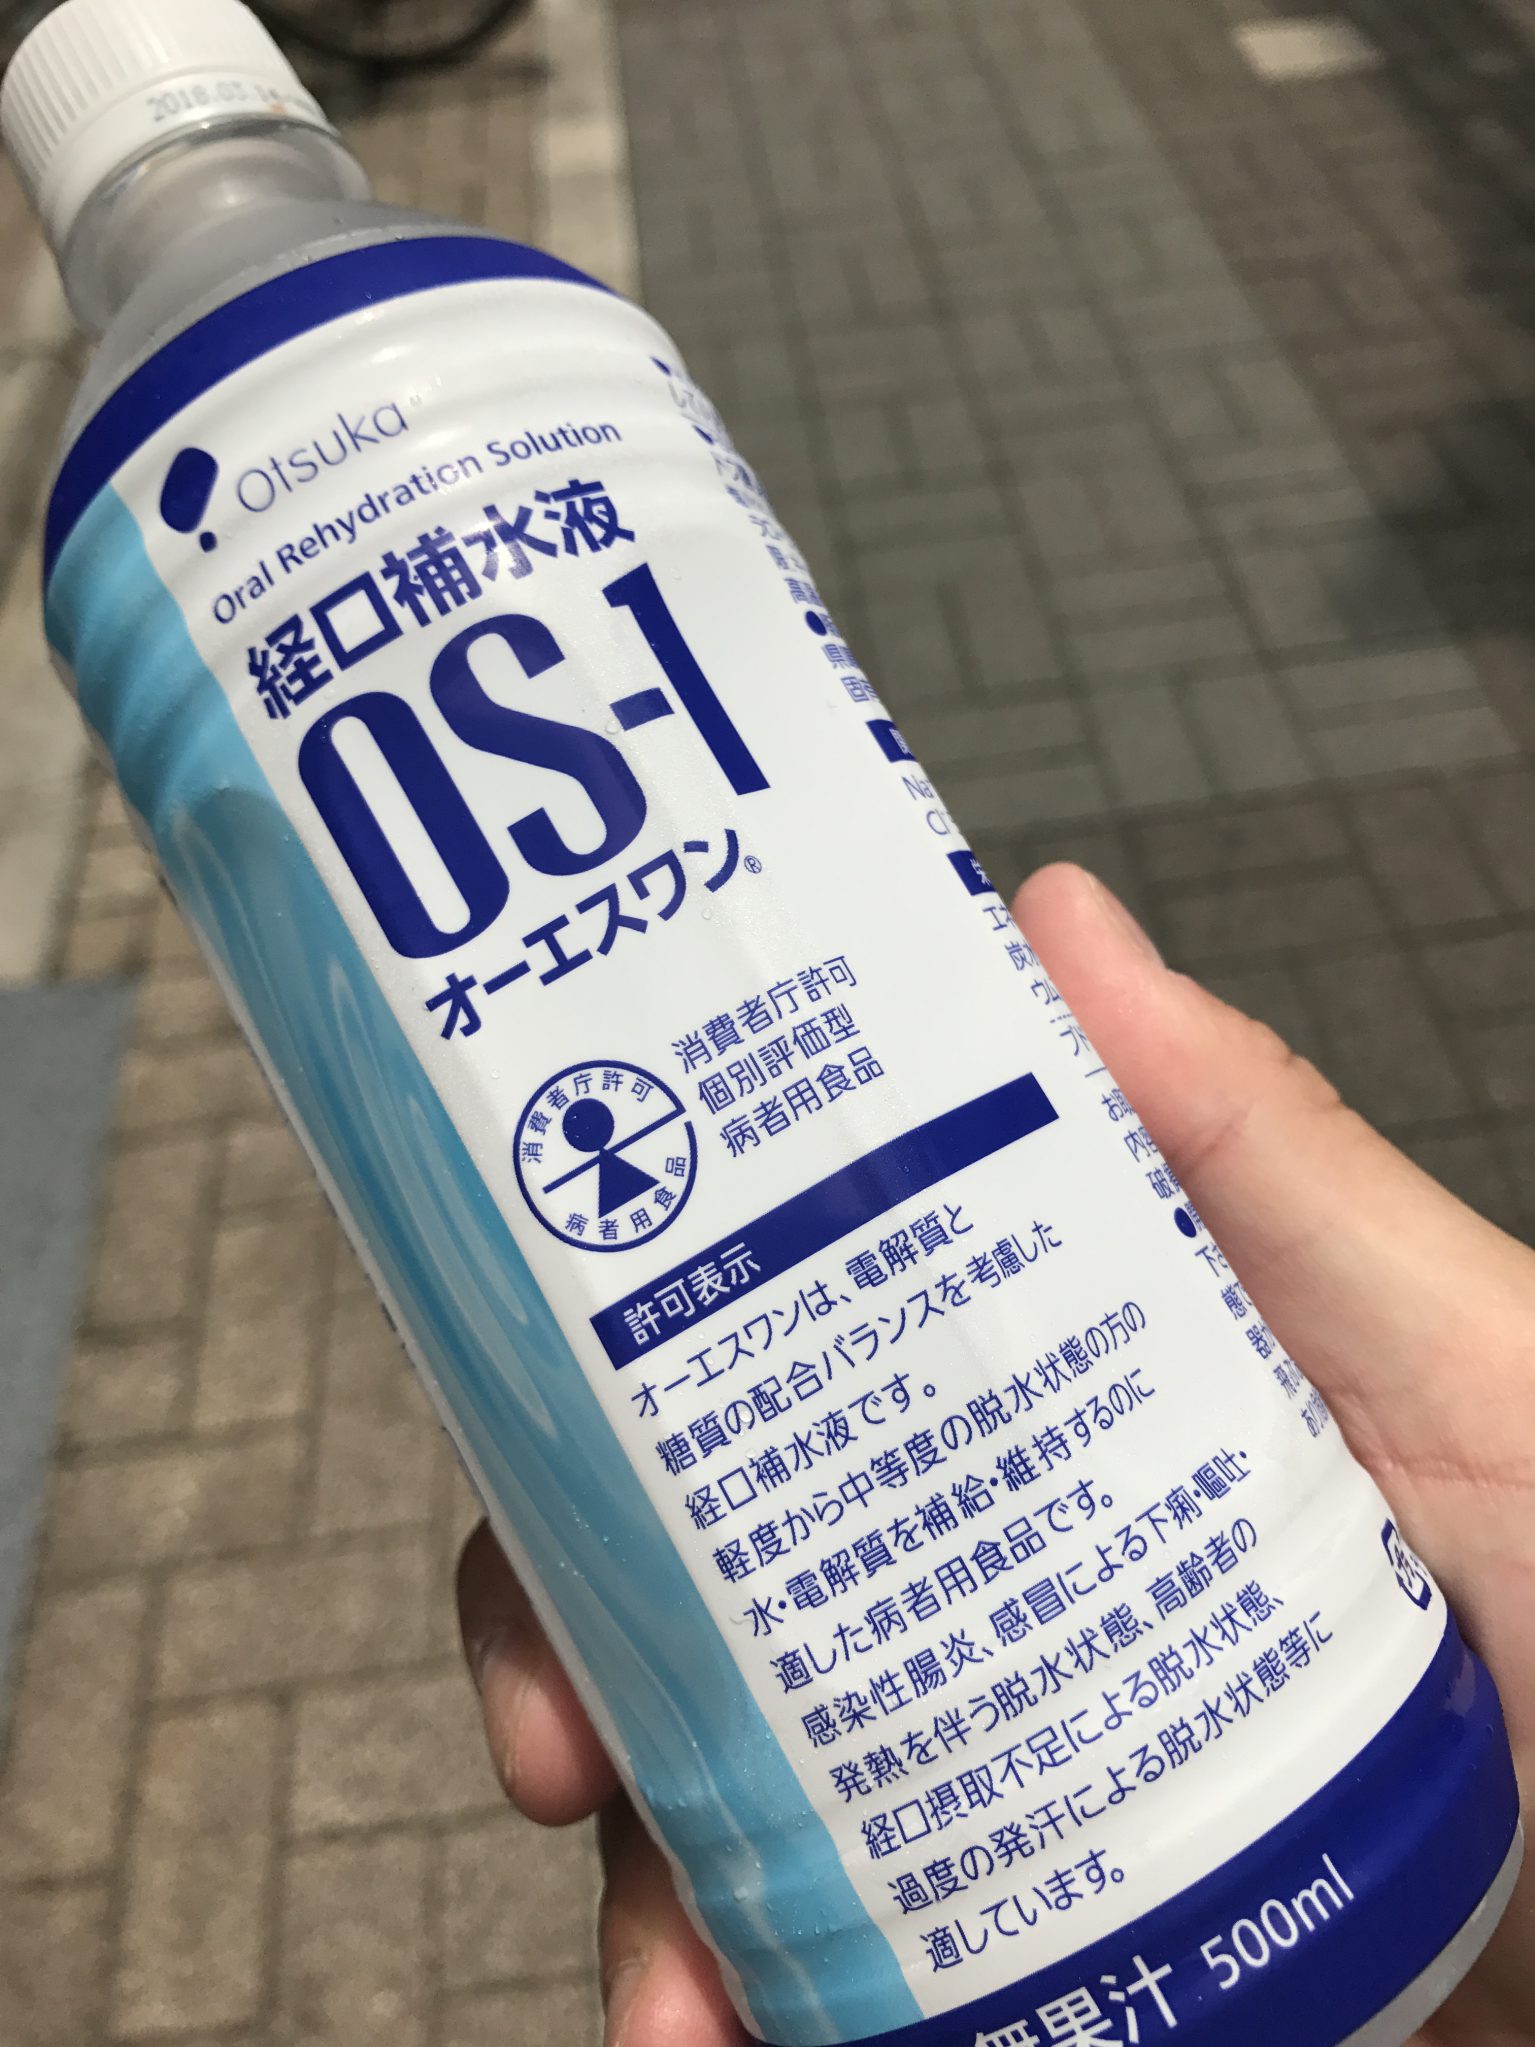 Otsuka
Oral Rehydration Solution
経口補水液
OS-1
オーエスワン®
消費者庁許可
個別評価型
病者用食品
消費者庁許可
病者用食品
許可表示
オーエスワンは、電解質と
糖質の配合バランスを考慮した
経口補水液です。
軽度から中等度の脱水状態の方の
水・電解質を補給・維持するのに
適した病者用食品です。
感染性腸炎、感冒による下痢・嘔吐・
発熱を伴う脱水状態、高齢者の
経口摂取不足による脱水状態、
過度の発汗による脱水状態等に
適しています。
無果汁 500ml